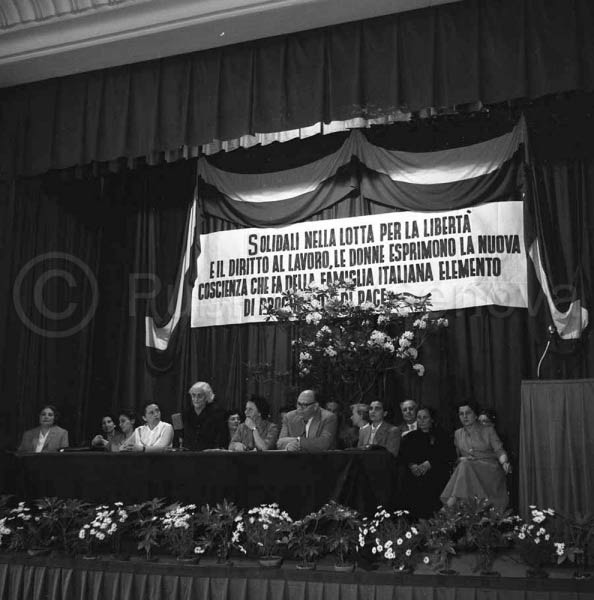 SOLIDALI NELLA LOTTA PER LA LIBERTÀ
E IL DIRITTO AL LAVORO, LE DONNE ESPRIMONO LA NUOVA
COSCIENZA CHE FA DELLA FAMIGLIA ITALIANA ELEMENTO
DI DI PACE